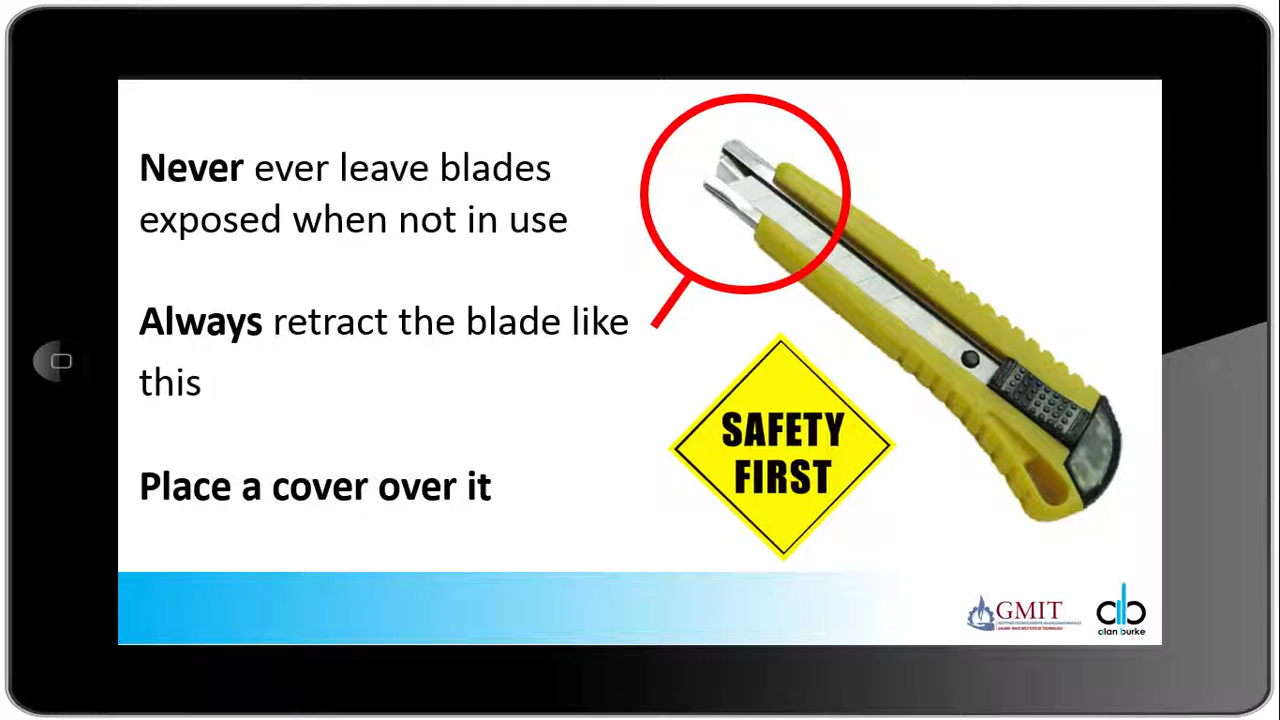 Never ever leave blades
exposed when not in use
Always retract the blade like
this
Place a cover over it
SAFETY
FIRST
GMIT
alan burke